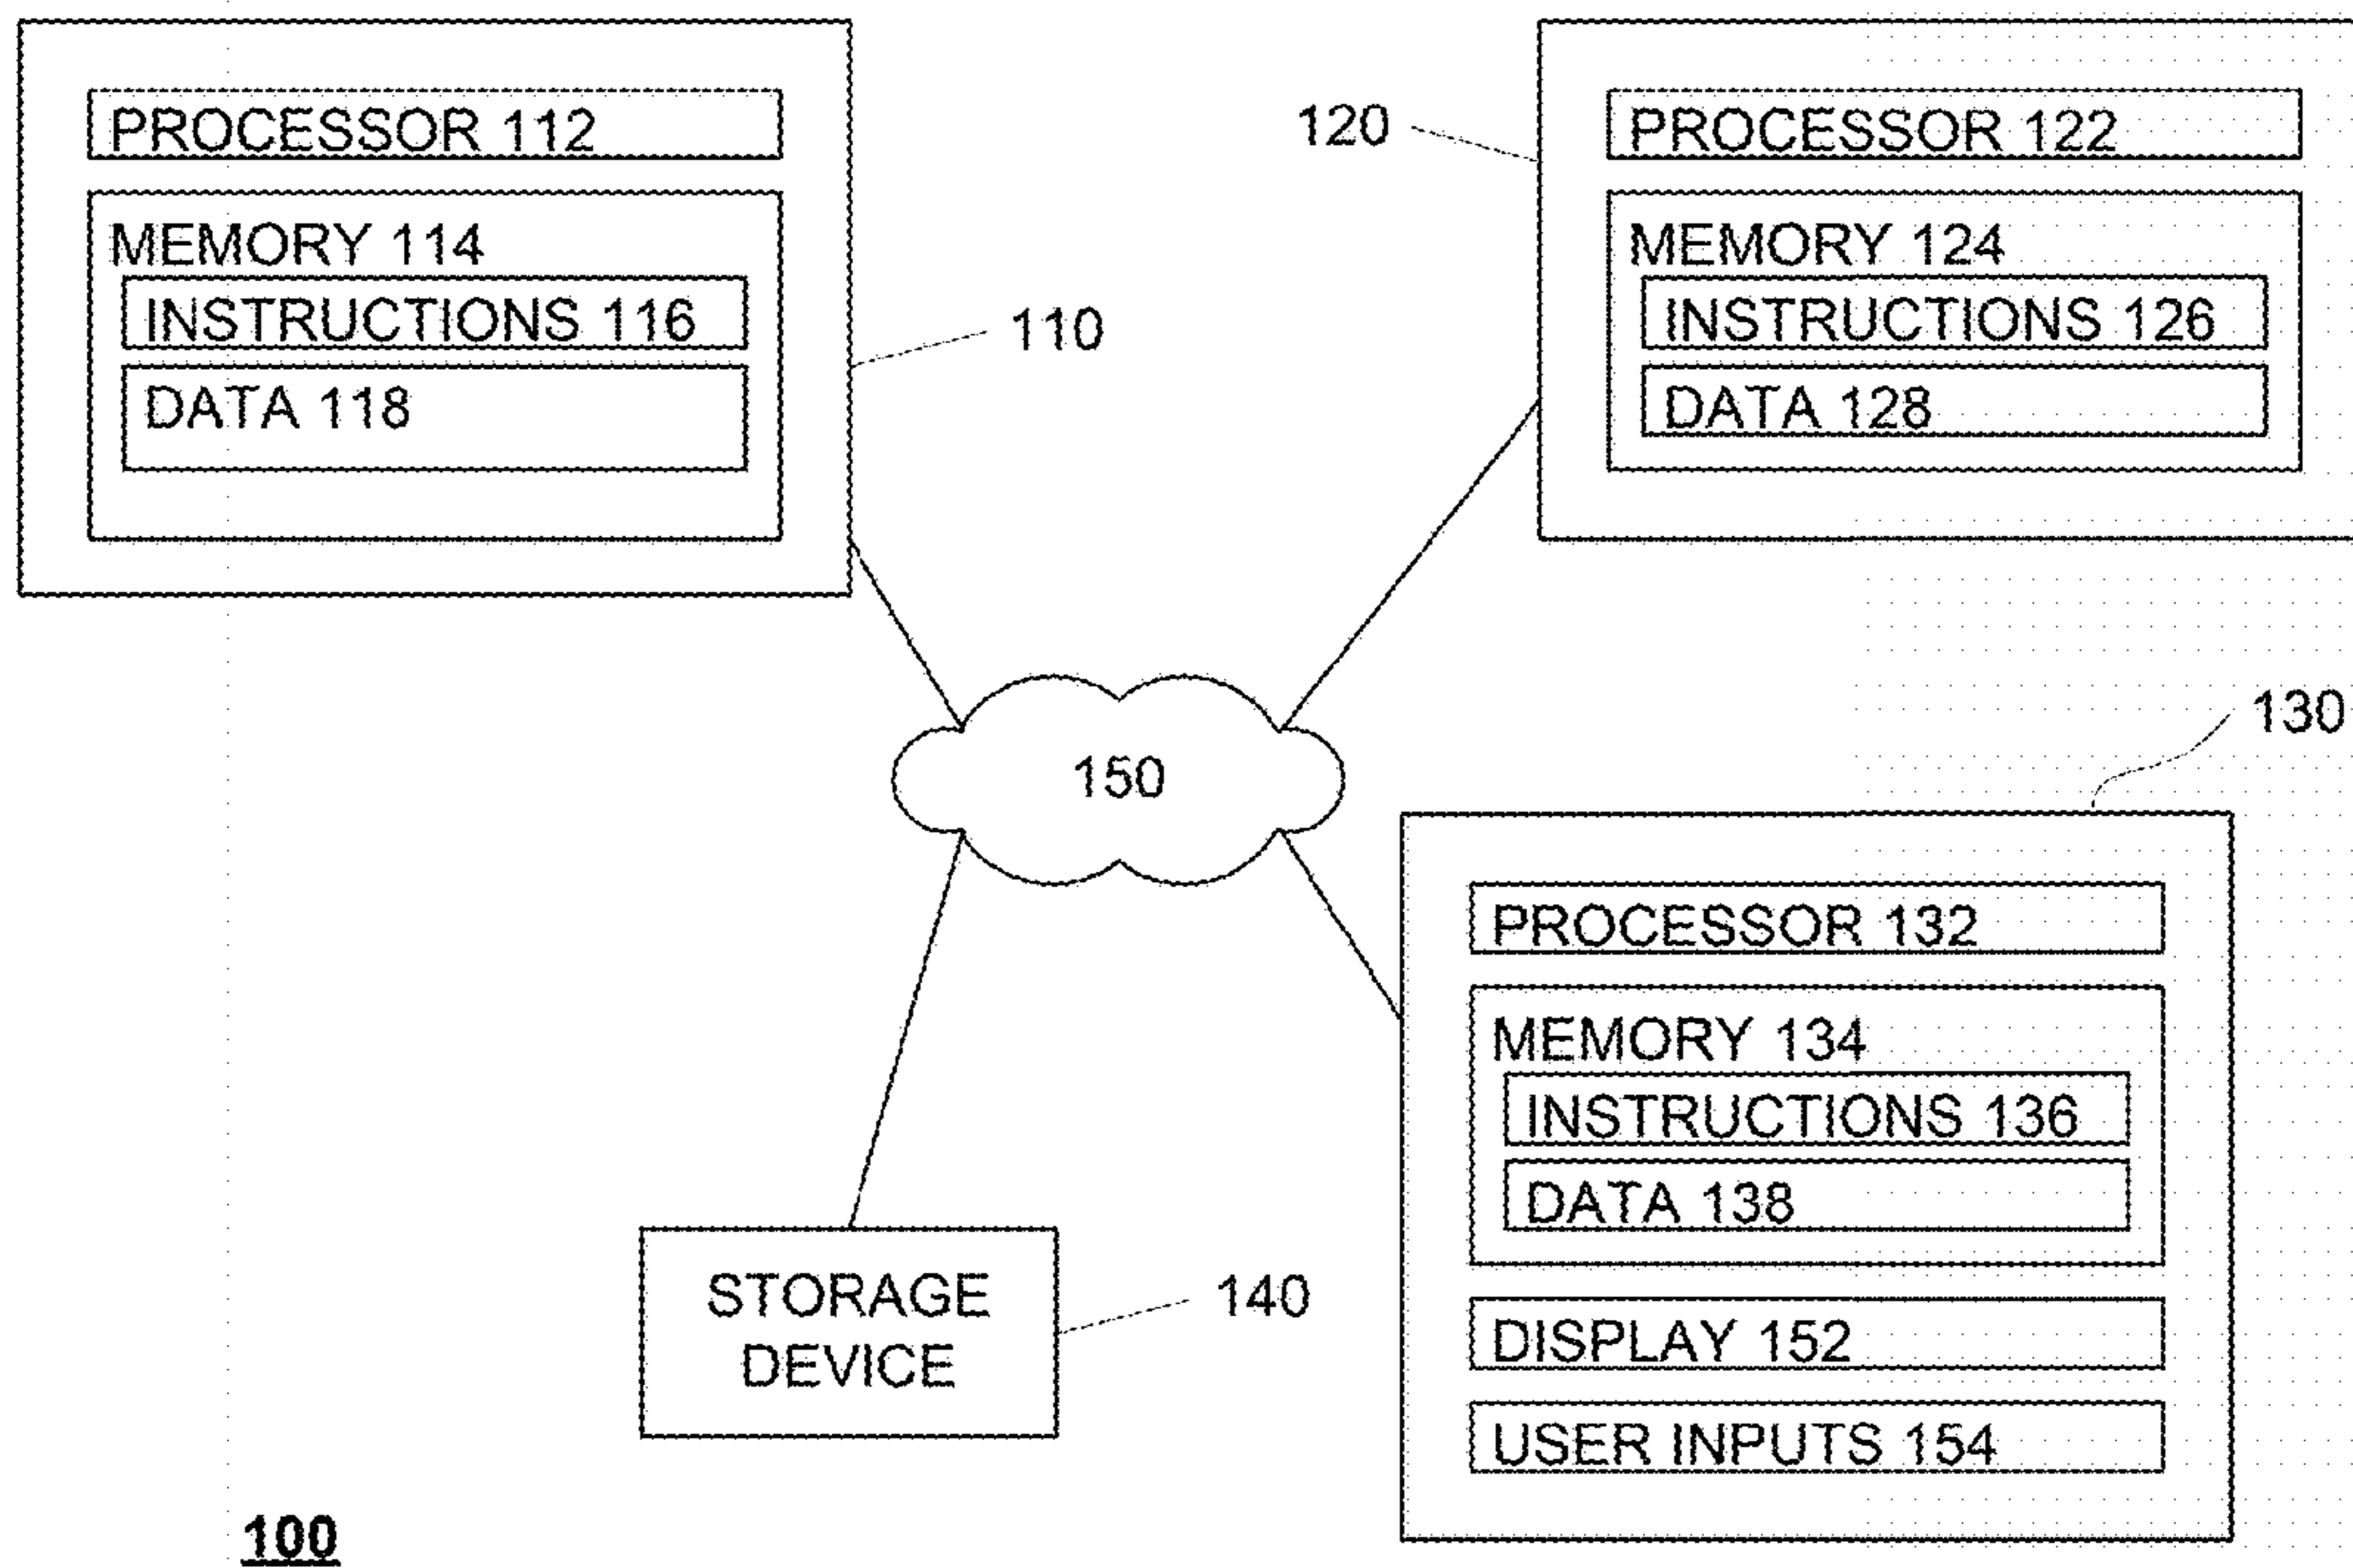 PROCESSOR 112
MEMORY 114
INSTRUCTIONS 116
DATA 118
110
120
PROCESSOR 122
MEMORY 124
INSTRUCTIONS 126
DATA 128
150
130
PROCESSOR 132
MEMORY 134
INSTRUCTIONS 136
DATA 138
DISPLAY 152
USER INPUTS 154
STORAGE
DEVICE
140
100